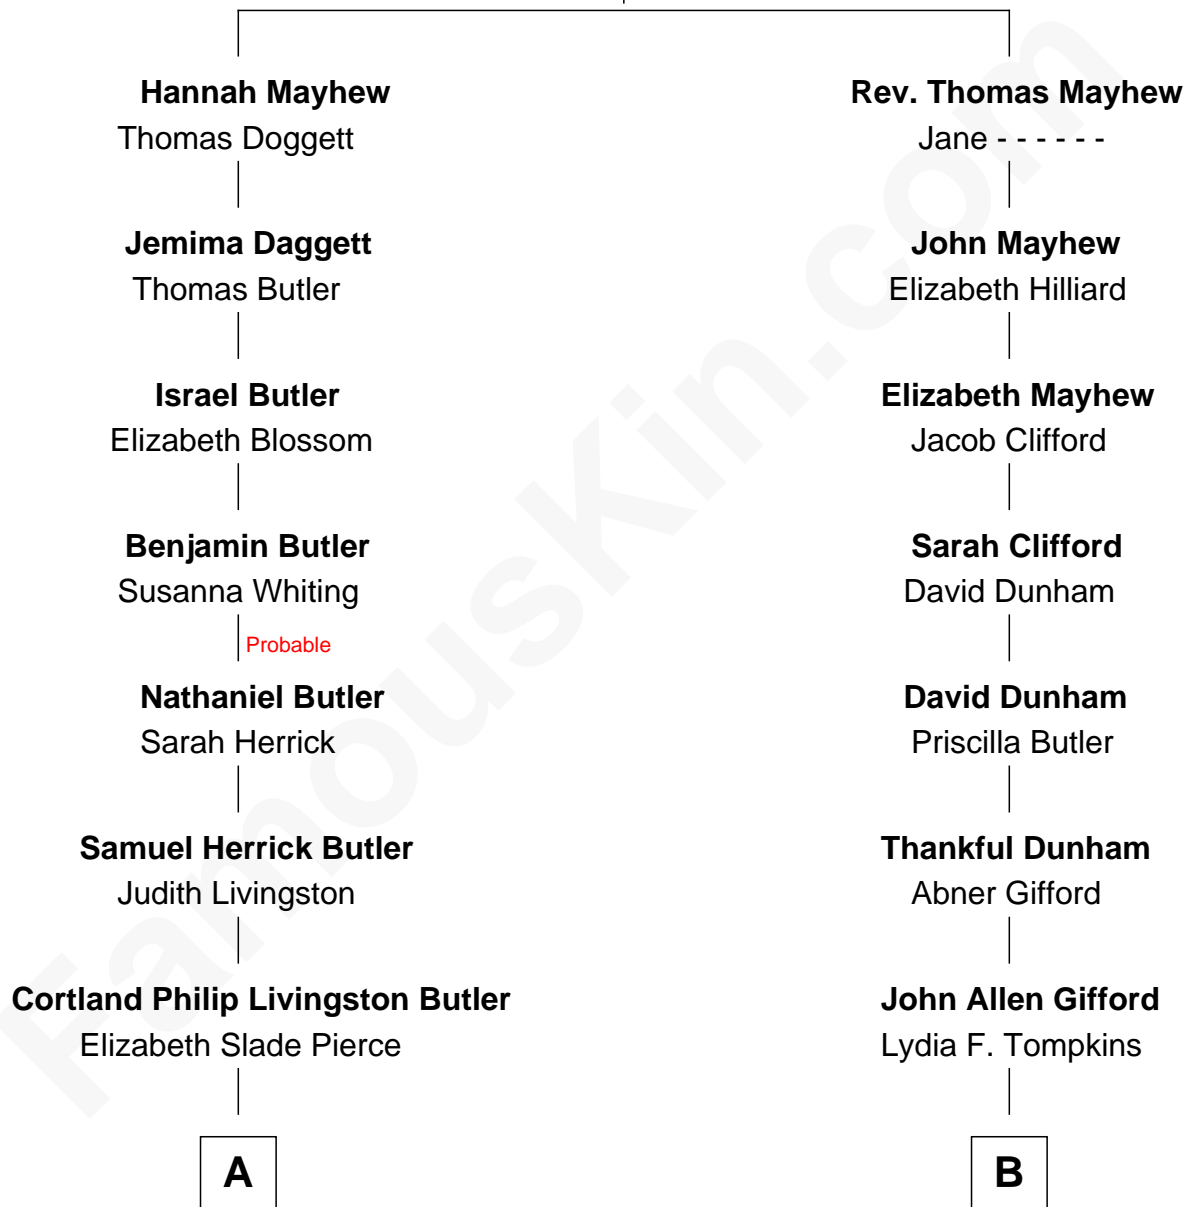 Hannah Mayhew
Thomas Doggett
Jemima Daggett
Thomas Butler
Israel Butler
Elizabeth Blossom
Benjamin Butler
Susanna Whiting
Probable
Nathaniel Butler
Sarah Herrick
Samuel Herrick Butler
Judith Livingston
Cortland Philip Livingston Butler
Elizabeth Slade Pierce
A
Rev. Thomas Mayhew
Jane - - - - - -
John Mayhew
Elizabeth Hilliard
Elizabeth Mayhew
Jacob Clifford
Sarah Clifford
David Dunham
David Dunham
Priscilla Butler
Thankful Dunham
Abner Gifford
John Allen Gifford
Lydia F. Tompkins
B
FamousKin.com